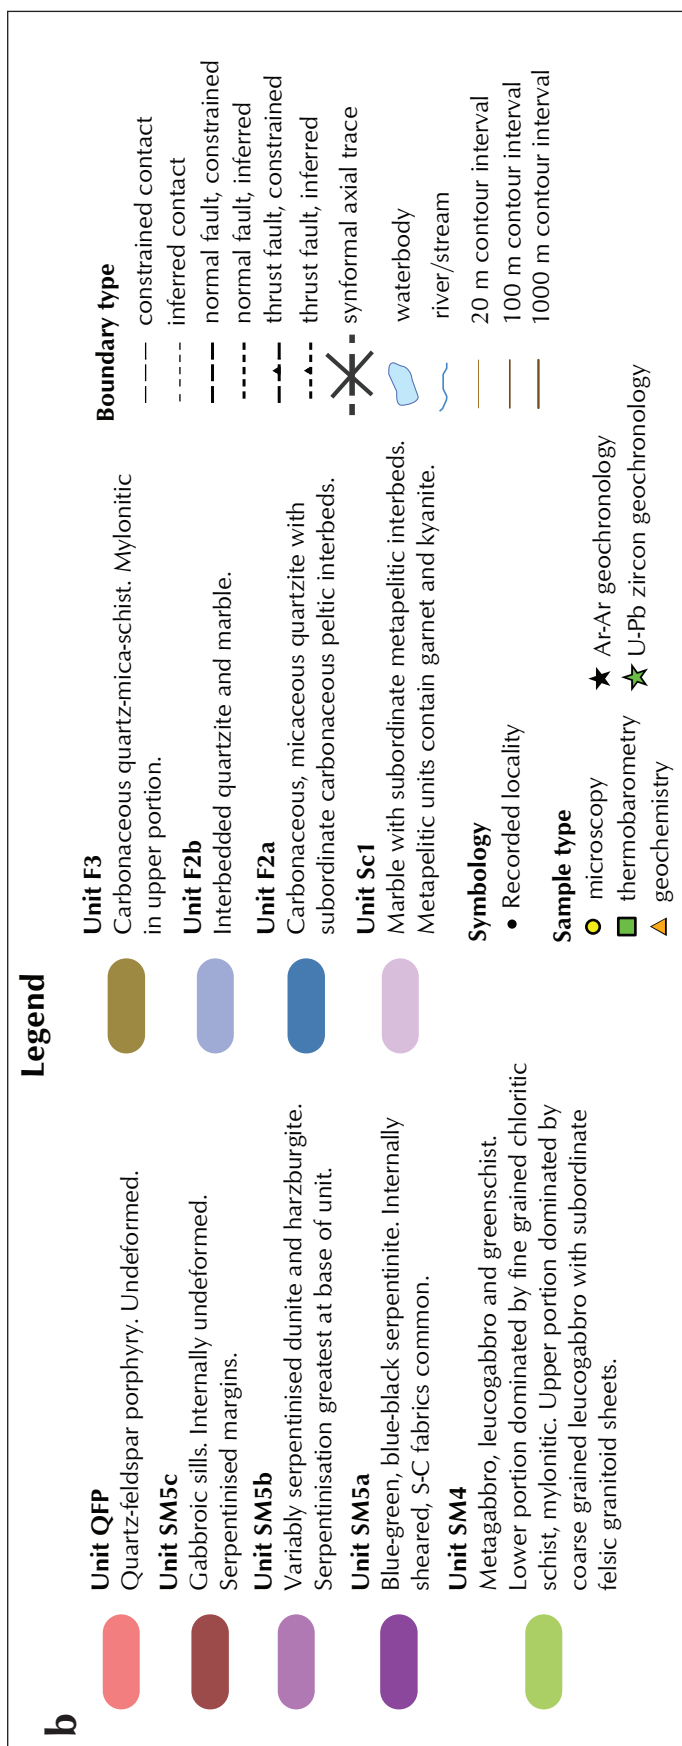 b
Legend
Unit QFP
Quartz-feldspar porphyry. Undeformed.
Unit SM5c
Gabbroic sills. Internally undeformed.
Serpentinised margins.
Unit SM5b
Variably serpentinised dunite and harzburgite.
Serpentinisation greatest at base of unit.
Unit SM5a
Blue-green, blue-black serpentinite. Internally
sheared, S-C fabrics common.
Unit SM4
Metagabbro, leucogabbro and greenschist.
Lower portion dominated by fine grained chloritic
schist, mylonitic. Upper portion dominated by
coarse grained leucogabbro with subordinate
felsic granitoid sheets.
Unit F3
Carbonaceous quartz-mica-schist. Mylonitic
in upper portion.
Unit F2b
Interbedded quartzite and marble.
Unit F2a
Carbonaceous, micaceous quartzite with
subordinate carbonaceous peltic interbeds.
Unit Sc1
Marble with subordinate metapelitic interbeds.
Metapelitic units contain garnet and kyanite.
Symbology
Recorded locality
Sample type
microscopy
thermobarometry
geochemistry
Ar-Ar geochronology
U-Pb zircon geochronology
Boundary type
constrained contact
inferred contact
normal fault, constrained
normal fault, inferred
thrust fault, constrained
thrust fault, inferred
synformal axial trace
waterbody
river/stream
20 m contour interval
100 m contour interval
1000 m contour interval